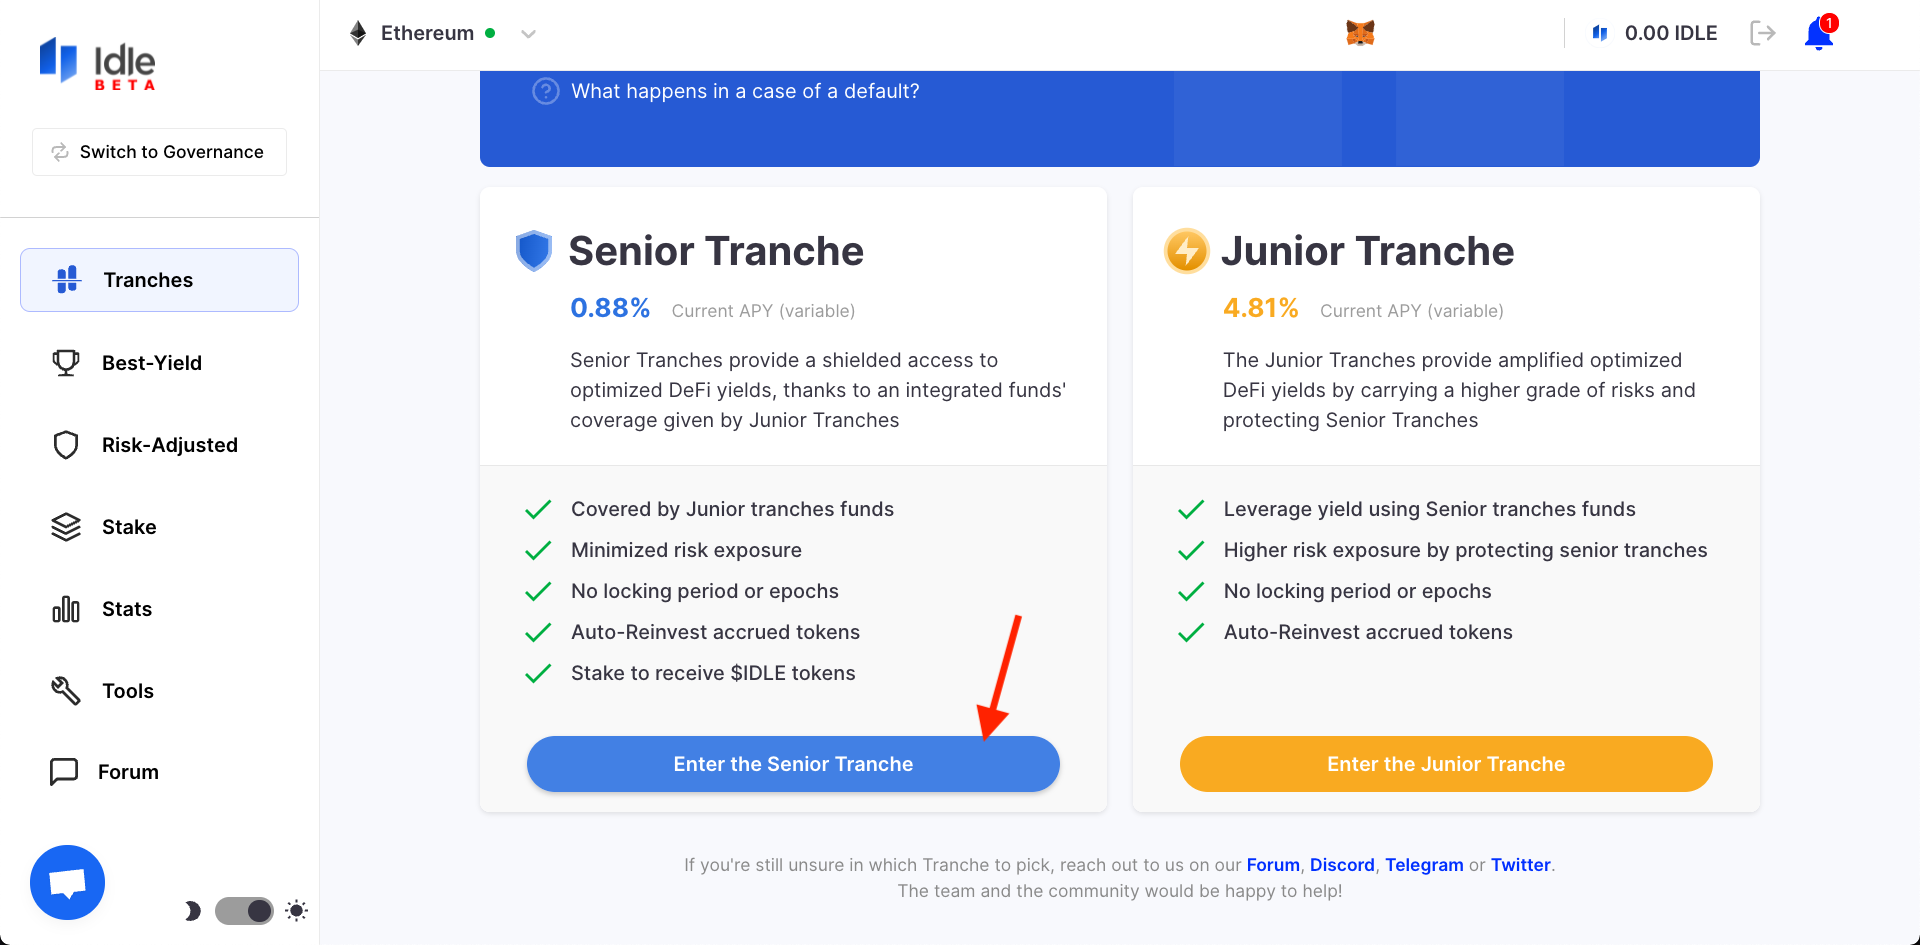 Idle
BETA
Switch to Governance
Tranches
Best-Yield
Risk-Adjusted
Stake
Stats
Tools
Forum
Ethereum
0.00 IDLE
1
What happens in a case of a default?
Senior Tranche
0.88% Current APY (variable)
Senior Tranches provide a shielded access to
optimized DeFi yields, thanks to an integrated funds'
coverage given by Junior Tranches
Covered by Junior tranches funds
Minimized risk exposure
No locking period or epochs
Auto-Reinvest accrued tokens
Stake to receive $IDLE tokens
Enter the Senior Tranche
Junior Tranche
4.81% Current APY (variable)
The Junior Tranches provide amplified optimized
DeFi yields by carrying a higher grade of risks and
protecting Senior Tranches
Leverage yield using Senior tranches funds
Higher risk exposure by protecting senior tranches
No locking period or epochs
Auto-Reinvest accrued tokens
Enter the Junior Tranche
If you're still unsure in which Tranche to pick, reach out to us on our Forum, Discord, Telegram or Twitter.
The team and the community would be happy to help!